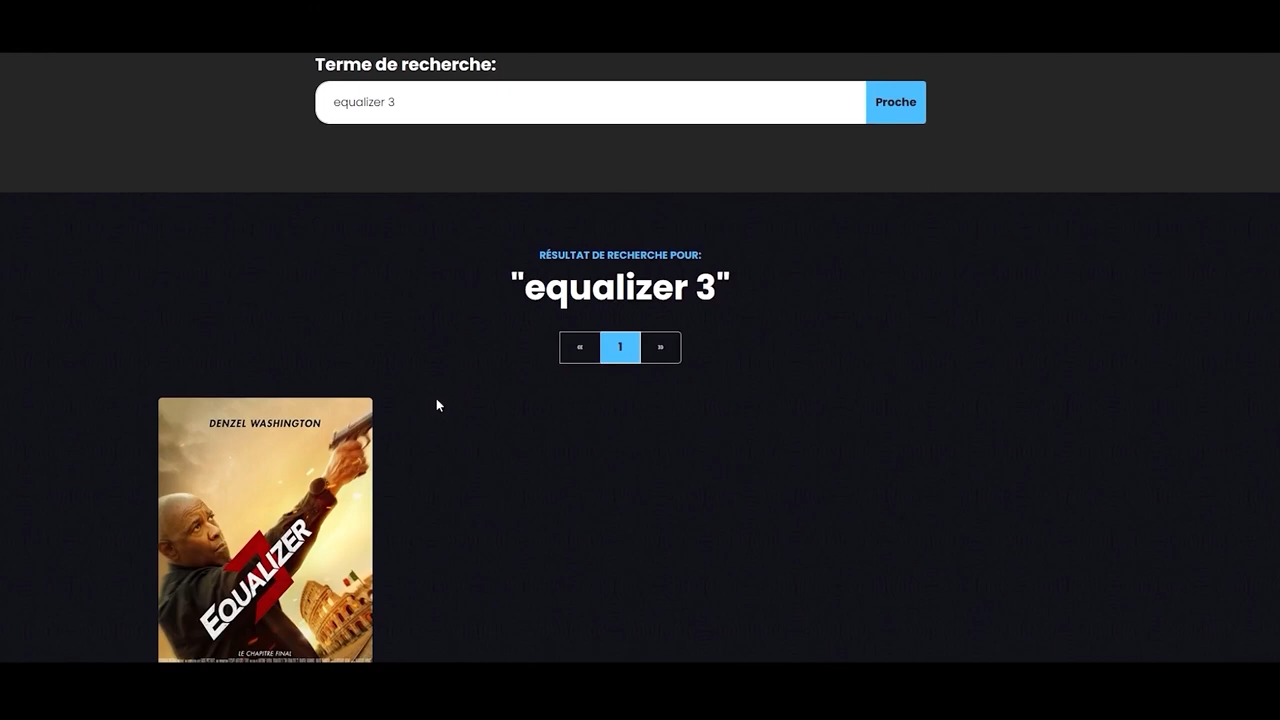 Terme de recherche:
equalizer 3
Proche
RÉSULTAT DE RECHERCHE POUR:
"equalizer 3"
« 1 »
DENZEL WASHINGTON
EQUALIZER
3
LE CHAPITRE FINAL